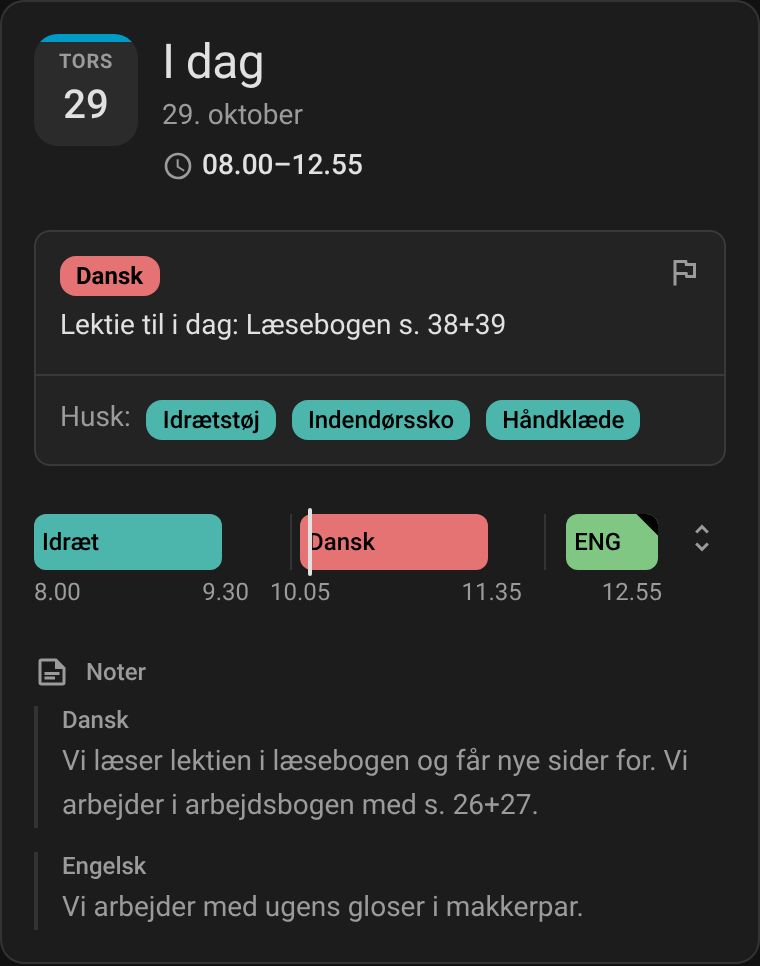 TORS
29
I dag
29. oktober
08.00–12.55
Dansk
Lektie til i dag: Læsebogen s. 38+39
Husk: Idrætstøj Indendørssko Håndklæde
Idræt Dansk ENG
8.00 9.30 10.05 11.35 12.55
Noter
Dansk
Vi læser lektien i læsebogen og får nye sider for. Vi
arbejder i arbejdsbogen med s. 26+27.
Engelsk
Vi arbejder med ugens gloser i makkerpar.